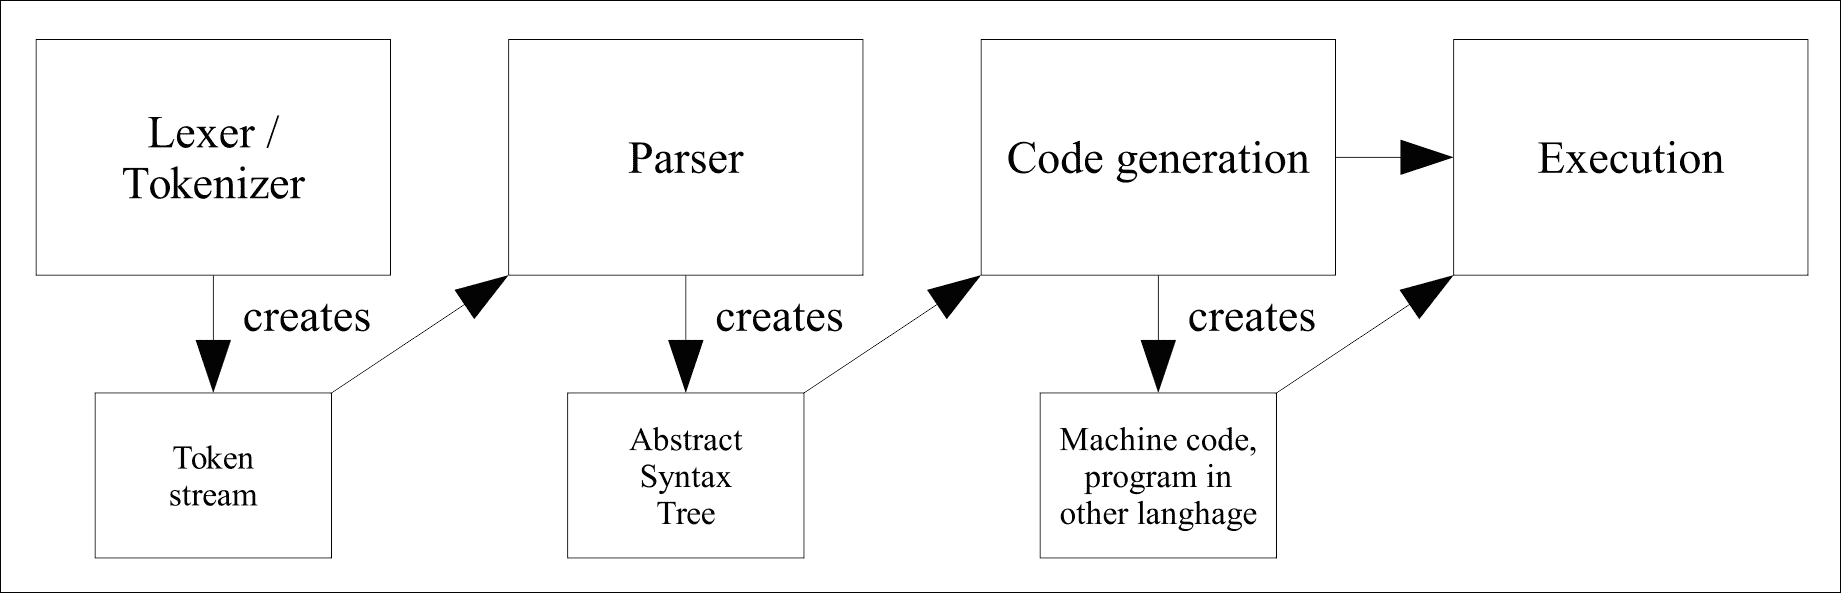 Lexer /
Tokenizer
Parser
Code generation
Execution
creates
creates
creates
Token
stream
Abstract
Syntax
Tree
Machine code,
program in
other langhage